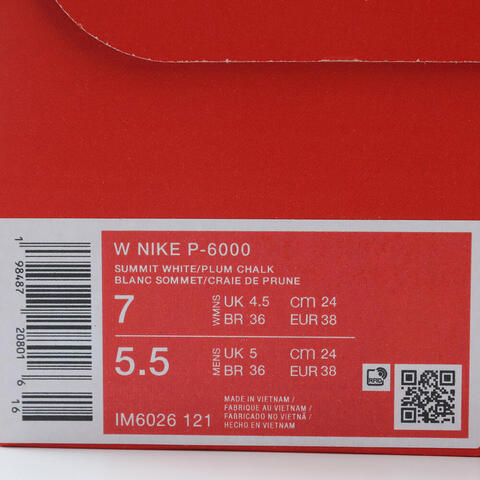 W NIKE P-6000
SUMMIT WHITE/PLUM CHALK
BLANC SOMMET/CRAIE DE PRUNE
7 WMNS UK 4.5 cm 24
BR 36 EUR 38
5.5 MENS UK 5 cm 24
BR 36 EUR 38
IM6026 121
MADE IN VIETNAM /
FABRIQUE AU VIETNAM /
FABRICADO NO VIETNÃ /
HECHO EN VIETNAM
RFID
1 98487 20801 6 16